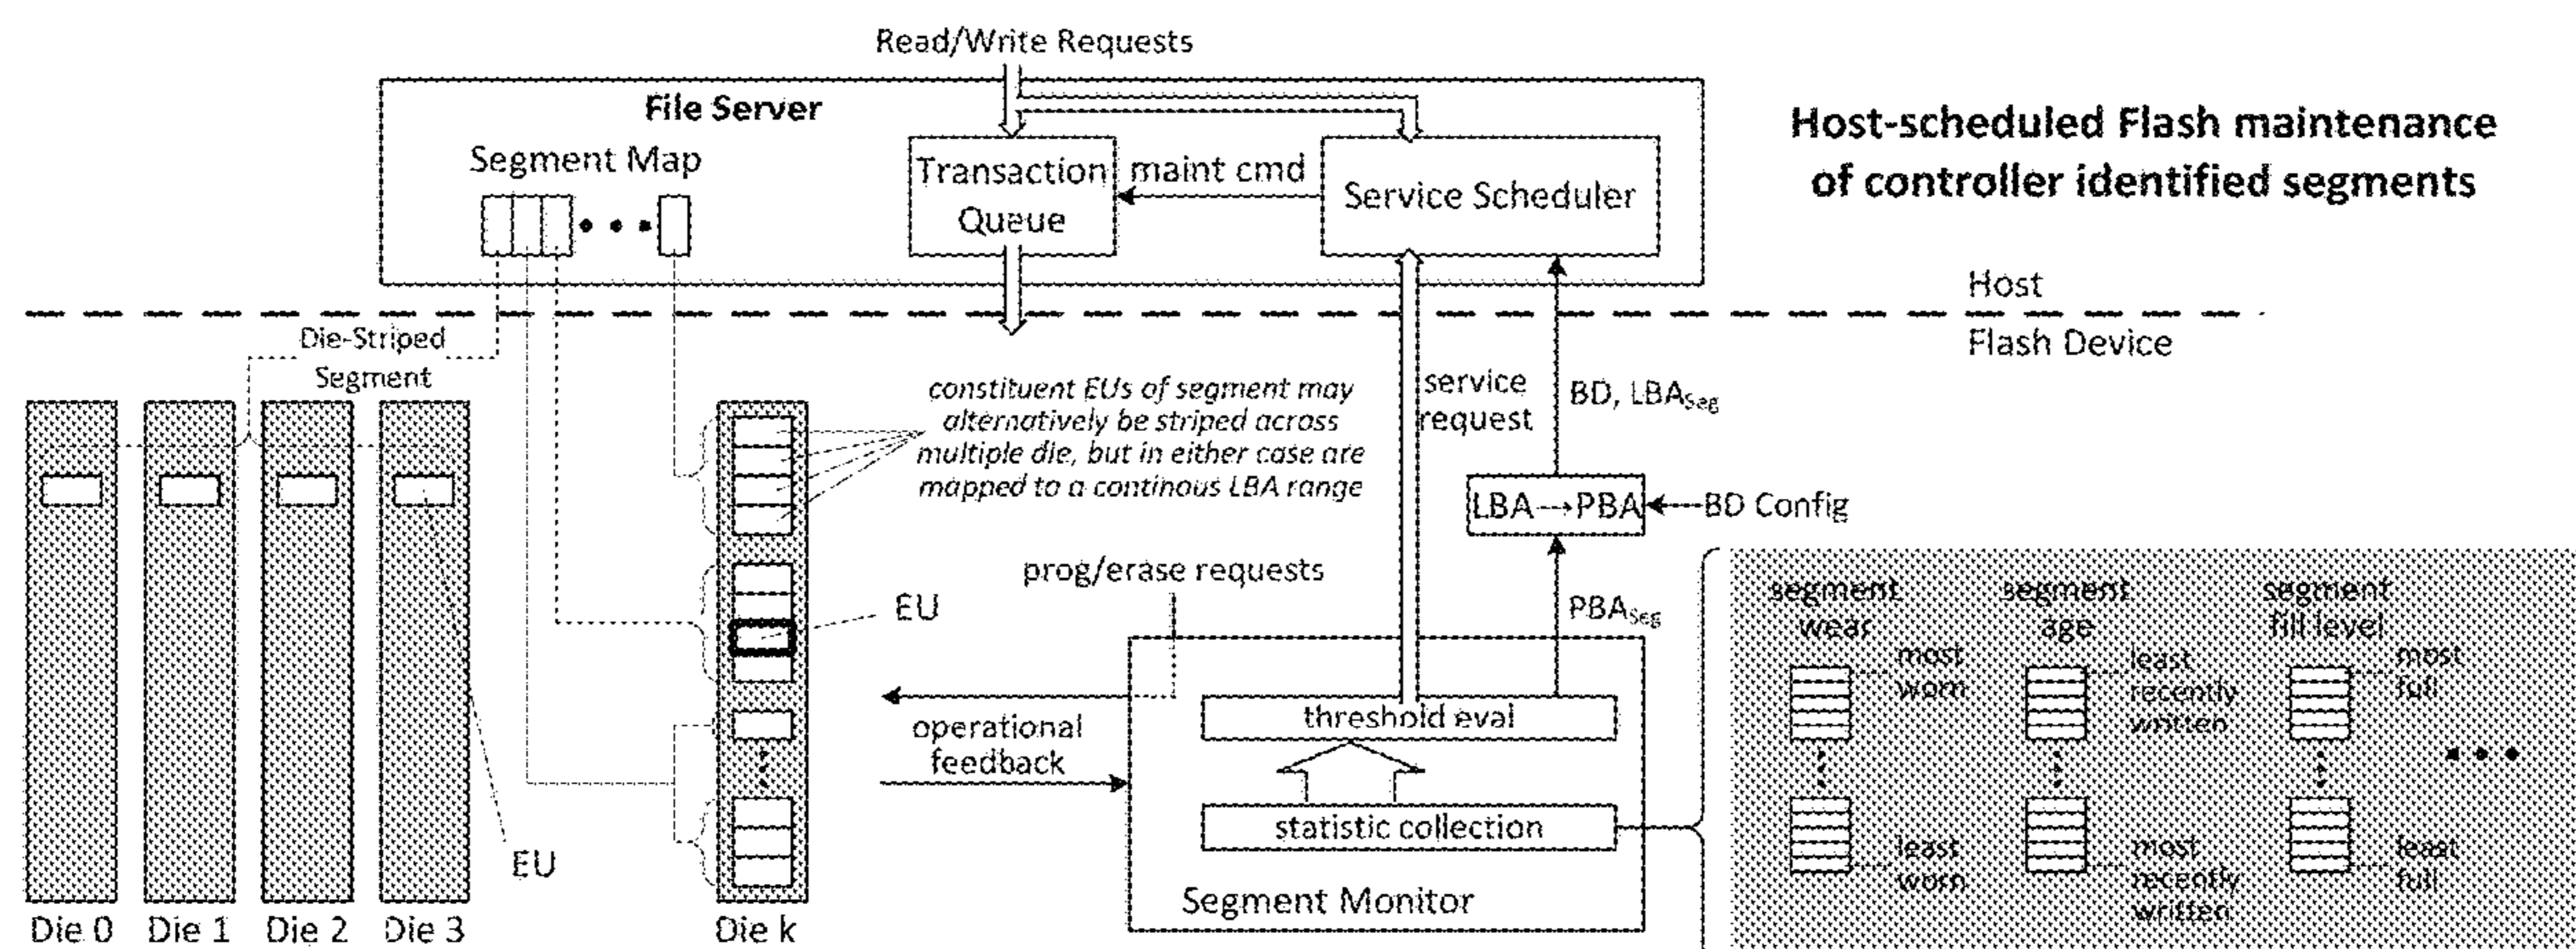 Read/Write Requests
File Server
Host-scheduled Flash maintenance
of controller identified segments
Segment Map
Transaction
Queue
maint cmd
Service Scheduler
Host
Flash Device
Die-Striped
Segment
constituent EUs of segment may
alternatively be striped across
multiple die, but in either case are
mapped to a continous LBA range
service
request
BD, LBASeg
LBA→PBA
BD Config
prog/erase requests
PBASeg
EU
operational
feedback
threshold eval
statistic collection
Segment Monitor
segment
wear
most
worn
least
worn
segment
age
least
recently
written
most
recently
written
segment
fill level
most
full
least
full
EU
Die 0
Die 1
Die 2
Die 3
Die k